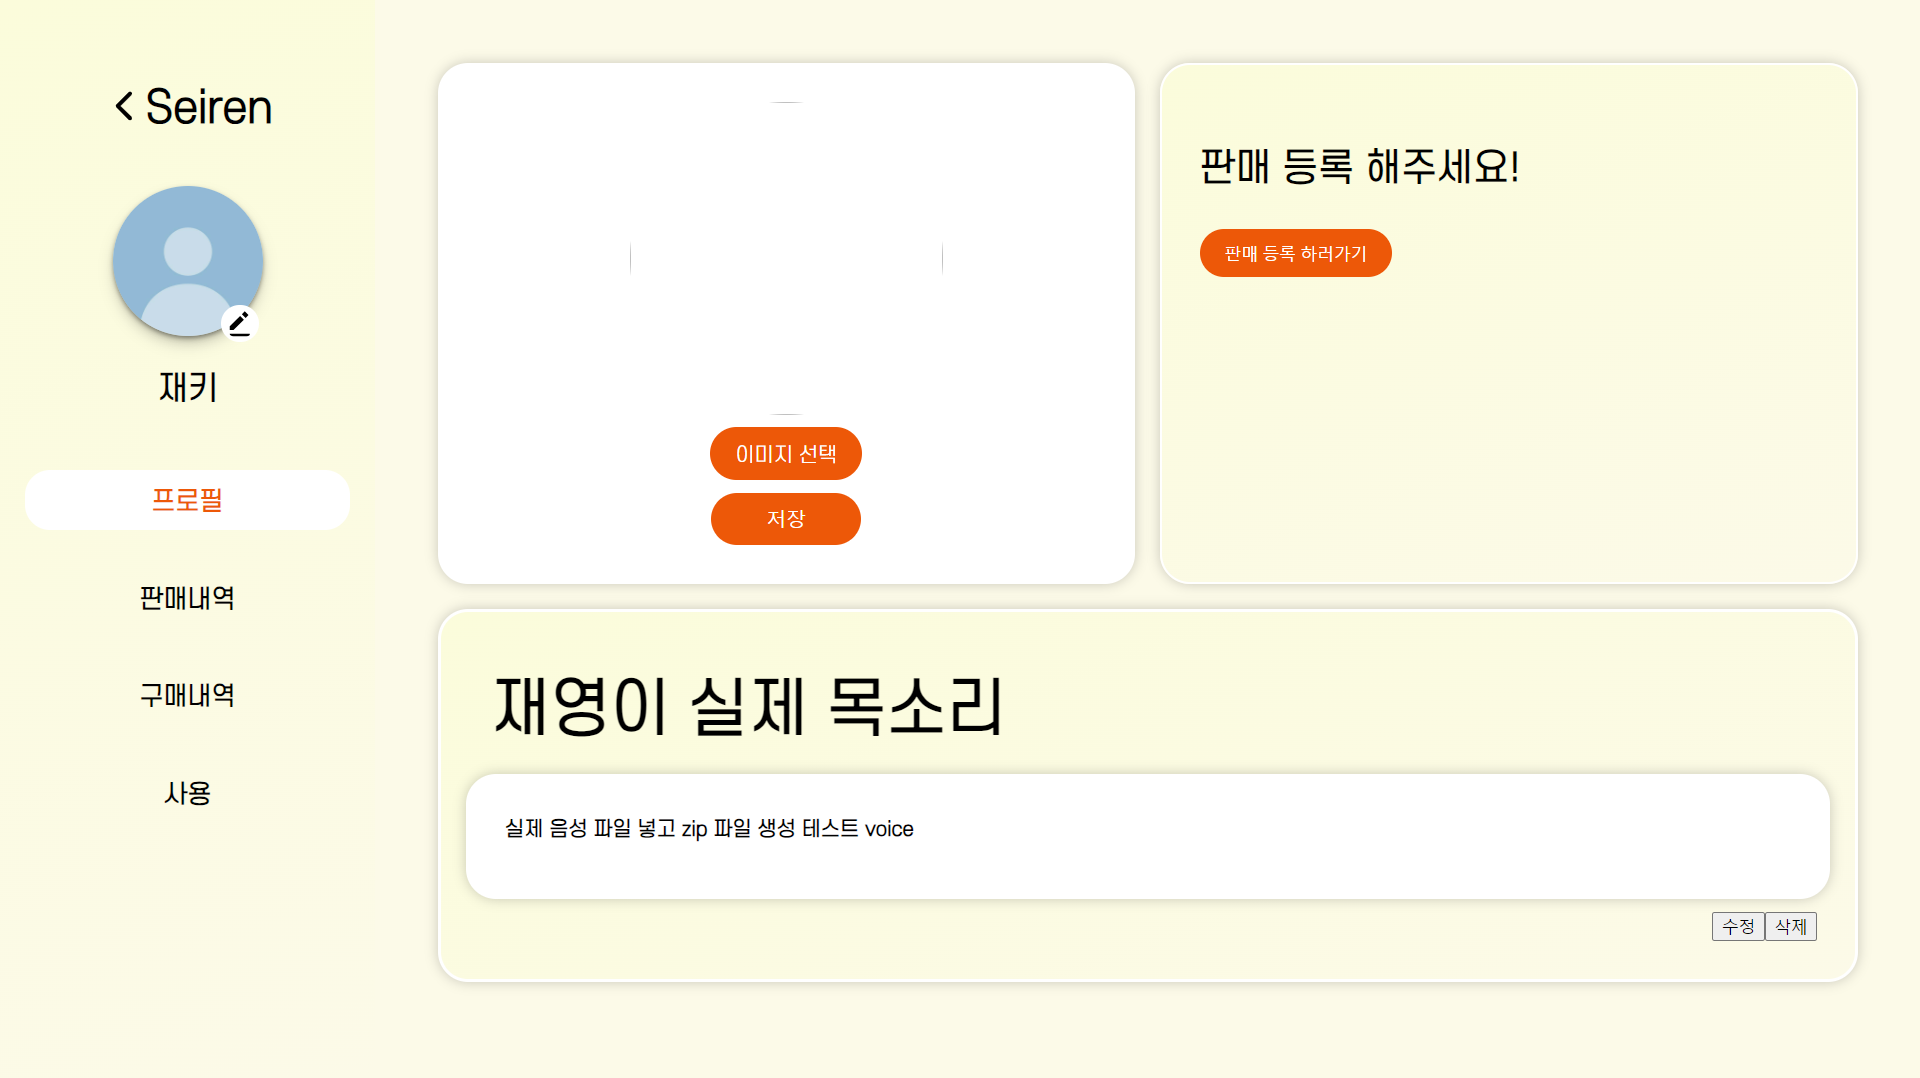 Seiren
재키
프로필
판매내역
구매내역
사용
이미지 선택
저장
판매 등록 해주세요!
판매 등록 하러가기
재영이 실제 목소리
실제 음성 파일 넣고 zip 파일 생성 테스트 voice
수정 삭제